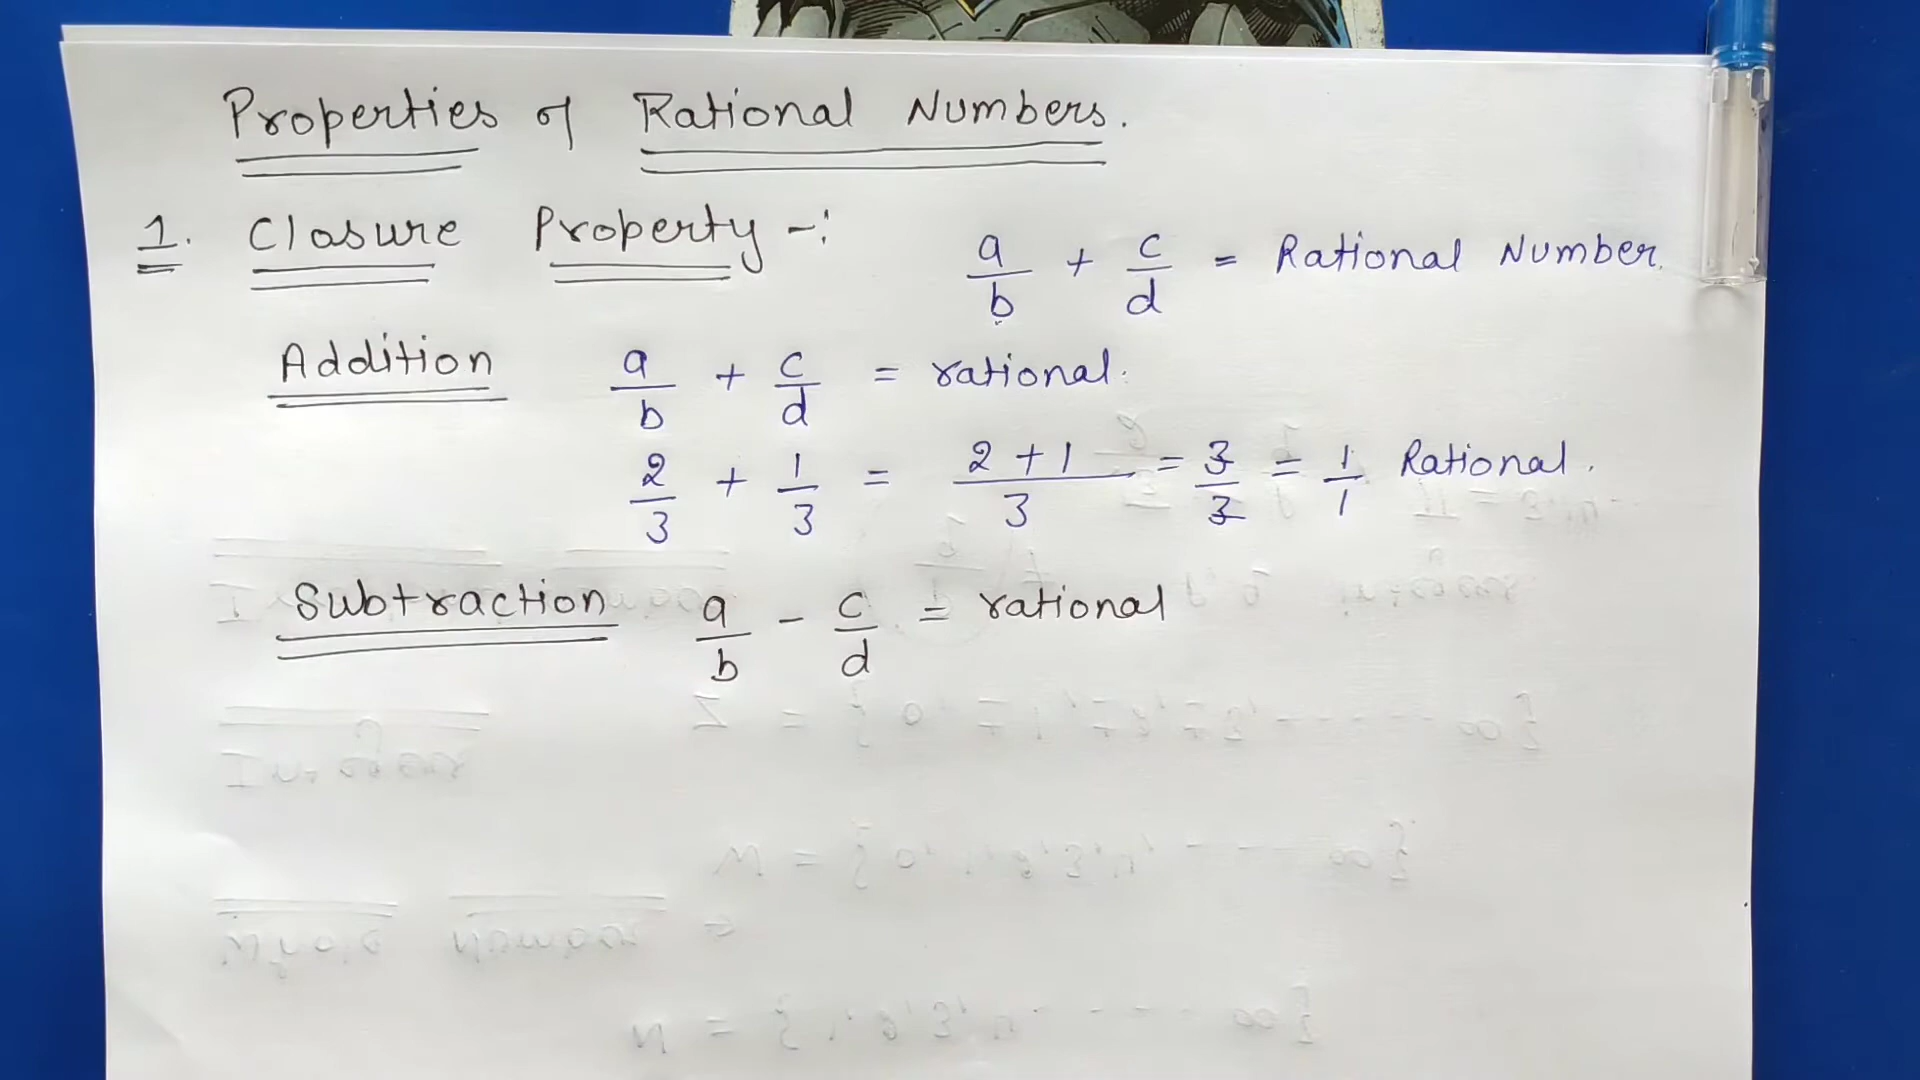 Properties of Rational Numbers.
1. Closure Property -:
a/b + c/d = Rational Number.
Addition a/b + c/d = rational.
2/3 + 1/3 = 2+1/3 = 3/3 = 1/1 Rational.
Subtraction a/b - c/d = rational